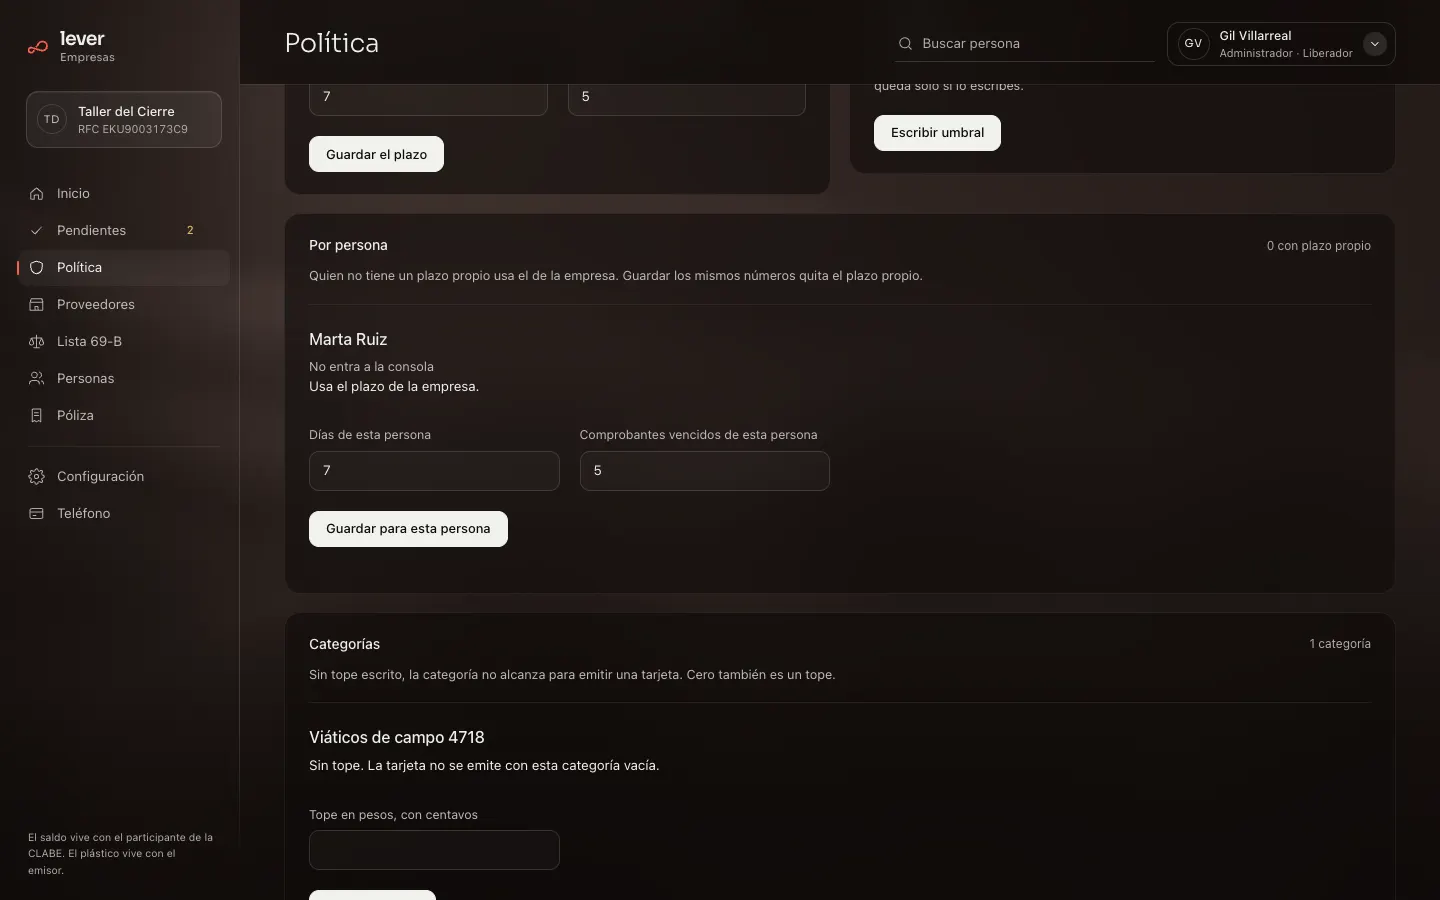 lever
Empresas
TD
Taller del Cierre
RFC EKU9003173C9
Inicio
Pendientes 2
Política
Proveedores
Lista 69-B
Personas
Póliza
Configuración
Teléfono
El saldo vive con el participante de la
CLABE. El plástico vive con el
emisor.
Política
Buscar persona
GV
Gil Villarreal
Administrador · Liberador
7 5
Guardar el plazo
queda solo si lo escribes.
Escribir umbral
Por persona
0 con plazo propio
Quien no tiene un plazo propio usa el de la empresa. Guardar los mismos números quita el plazo propio.
Marta Ruiz
No entra a la consola
Usa el plazo de la empresa.
Días de esta persona Comprobantes vencidos de esta persona
7 5
Guardar para esta persona
Categorías
1 categoría
Sin tope escrito, la categoría no alcanza para emitir una tarjeta. Cero también es un tope.
Viáticos de campo 4718
Sin tope. La tarjeta no se emite con esta categoría vacía.
Tope en pesos, con centavos